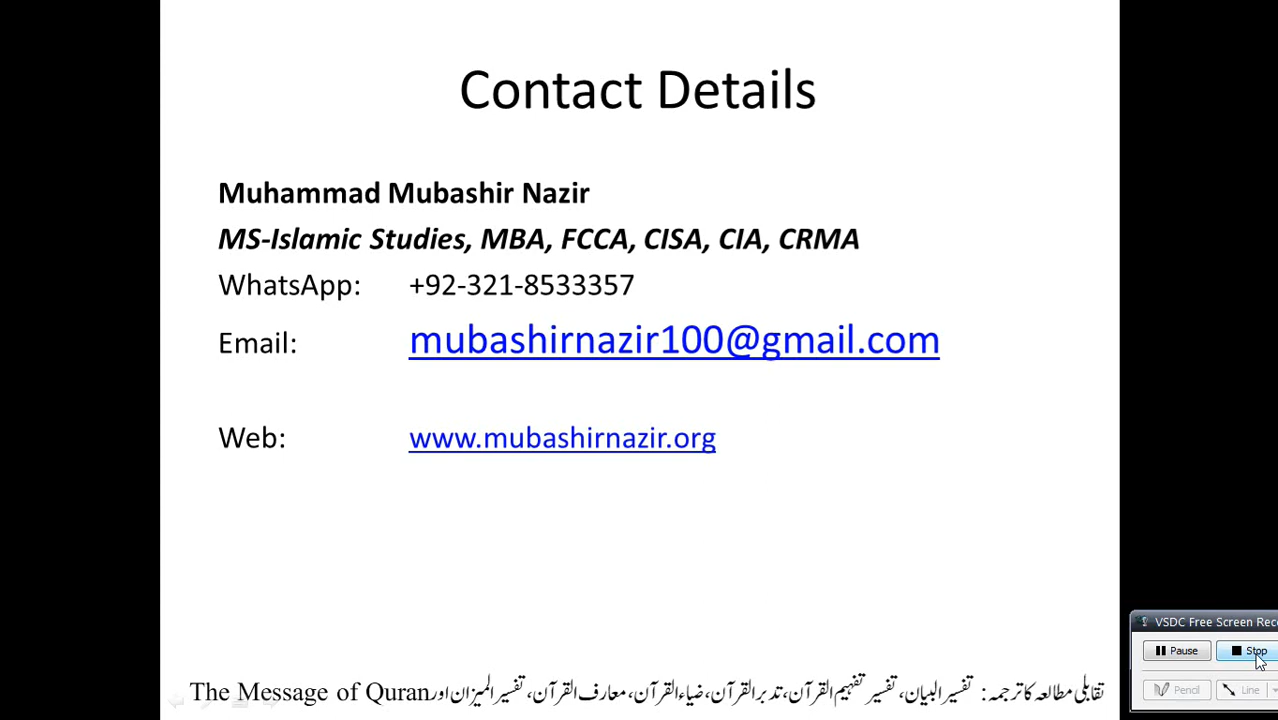 Contact Details
Muhammad Mubashir Nazir
MS-Islamic Studies, MBA, FCCA, CISA, CIA, CRMA
WhatsApp: +92-321-8533357
Email: mubashirnazir100@gmail.com
Web: www.mubashirnazir.org
تقابلی مطالعہ کا ترجمہ: تفسیر البیان، تفسیر تفہیم القرآن، تدبر القرآن، ضیاء القرآن، معارف القرآن، تفسیر المیزان اور The Message of Quran
VSDC Free Screen Rec
Pause Stop
Pencil Line